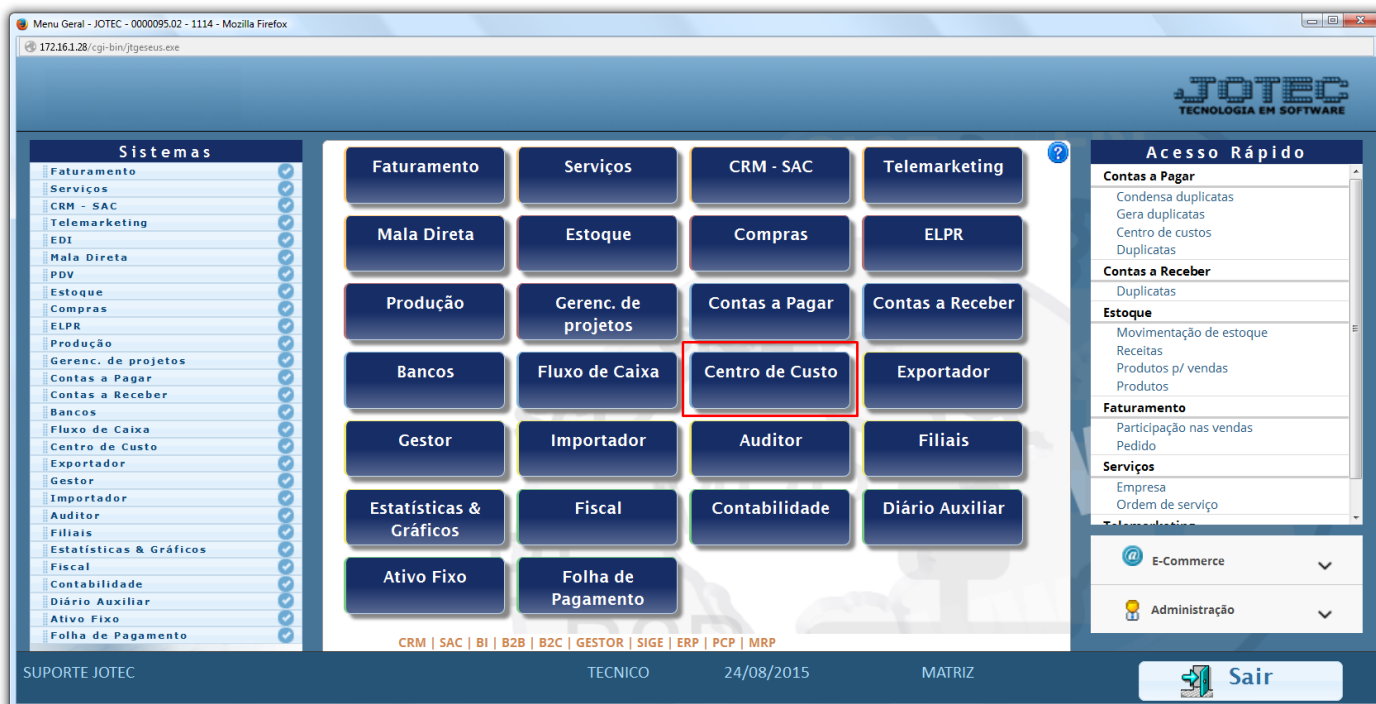 Menu Geral - JOTEC - 0000095.02 - 1114 - Mozilla Firefox
172.16.1.28/cgi-bin/jtgeseus.exe
JOTEC
TECNOLOGIA EM SOFTWARE
Sistemas
Faturamento
Serviços
CRM - SAC
Telemarketing
EDI
Mala Direta
PDV
Estoque
Compras
ELPR
Produção
Gerenc. de projetos
Contas a Pagar
Contas a Receber
Bancos
Fluxo de Caixa
Centro de Custo
Exportador
Gestor
Importador
Auditor
Filiais
Estatísticas & Gráficos
Fiscal
Contabilidade
Diário Auxiliar
Ativo Fixo
Folha de Pagamento
Faturamento
Serviços
CRM - SAC
Telemarketing
Mala Direta
Estoque
Compras
ELPR
Produção
Gerenc. de
projetos
Contas a Pagar
Contas a Receber
Bancos
Fluxo de Caixa
Centro de Custo
Exportador
Gestor
Importador
Auditor
Filiais
Estatísticas &
Gráficos
Fiscal
Contabilidade
Diário Auxiliar
Ativo Fixo
Folha de
Pagamento
CRM | SAC | BI | B2B | B2C | GESTOR | SIGE | ERP | PCP | MRP
?
Acesso Rápido
Contas a Pagar
Condensa duplicatas
Gera duplicatas
Centro de custos
Duplicatas
Contas a Receber
Duplicatas
Estoque
Movimentação de estoque
Receitas
Produtos p/ vendas
Produtos
Faturamento
Participação nas vendas
Pedido
Serviços
Empresa
Ordem de serviço
Telemarketing
E-Commerce
Administração
SUPORTE JOTEC
TECNICO
24/08/2015
MATRIZ
Sair